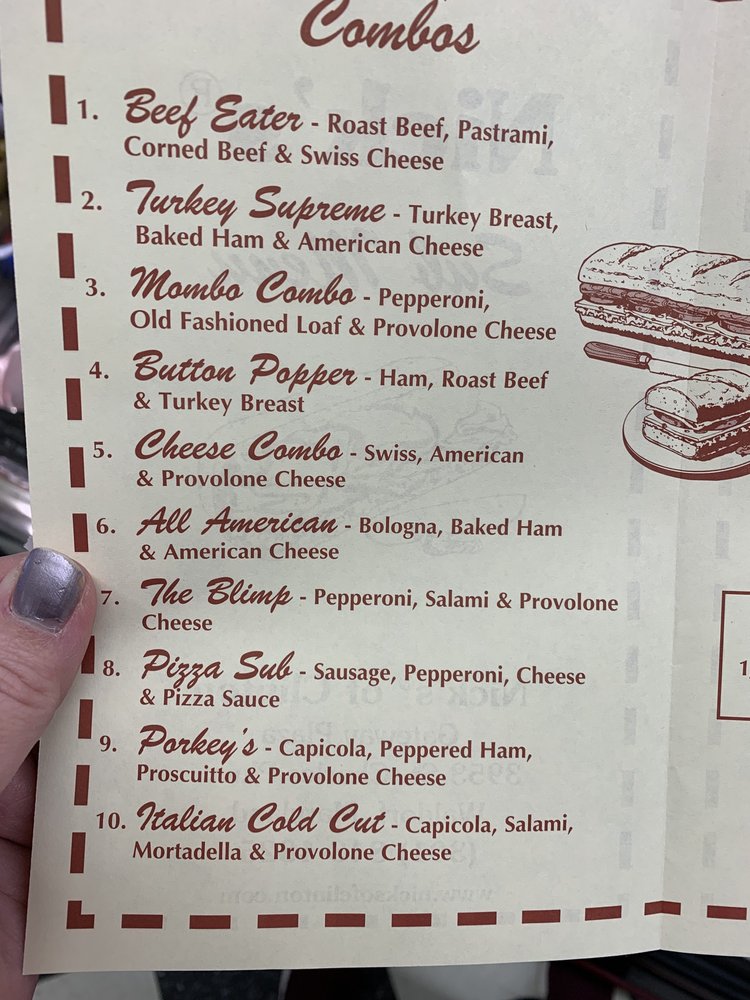 Combos
1. Beef Eater - Roast Beef, Pastrami,
Corned Beef & Swiss Cheese
2. Turkey Supreme - Turkey Breast,
Baked Ham & American Cheese
3. Mombo Combo - Pepperoni,
Old Fashioned Loaf & Provolone Cheese
4. Button Popper - Ham, Roast Beef
& Turkey Breast
5. Cheese Combo - Swiss, American
& Provolone Cheese
6. All American - Bologna, Baked Ham
& American Cheese
7. The Blimp - Pepperoni, Salami & Provolone
Cheese
8. Pizza Sub - Sausage, Pepperoni, Cheese
& Pizza Sauce
9. Porkey's - Capicola, Peppered Ham,
Proscuitto & Provolone Cheese
10. Italian Cold Cut - Capicola, Salami,
Mortadella & Provolone Cheese